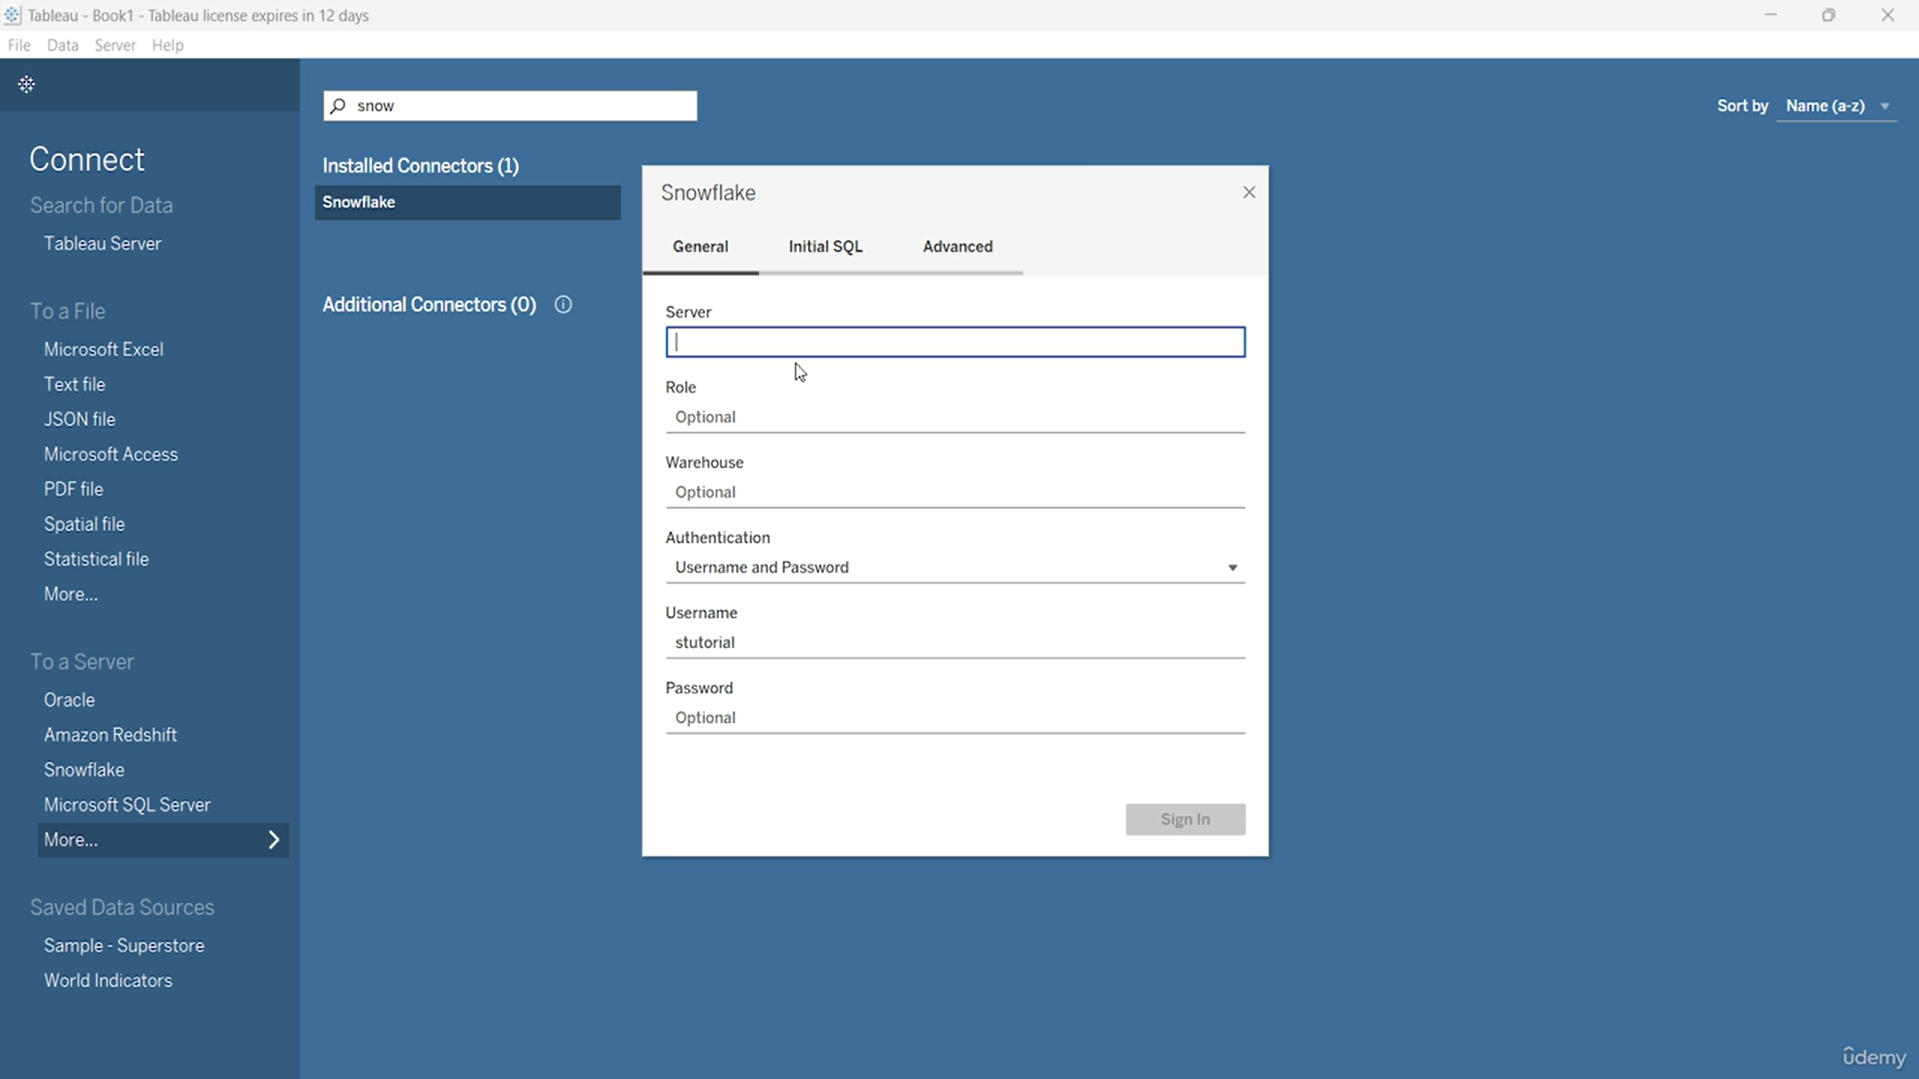 Tableau - Book1 - Tableau license expires in 12 days
File Data Server Help
Connect
Search for Data
Tableau Server
To a File
Microsoft Excel
Text file
JSON file
Microsoft Access
PDF file
Spatial file
Statistical file
More...
To a Server
Oracle
Amazon Redshift
Snowflake
Microsoft SQL Server
More...
Saved Data Sources
Sample - Superstore
World Indicators
snow
Sort by Name (a-z)
Installed Connectors (1)
Snowflake
Additional Connectors (0)
Snowflake
General Initial SQL Advanced
Server
Role
Optional
Warehouse
Optional
Authentication
Username and Password
Username
stutorial
Password
Optional
Sign In
ûdemy